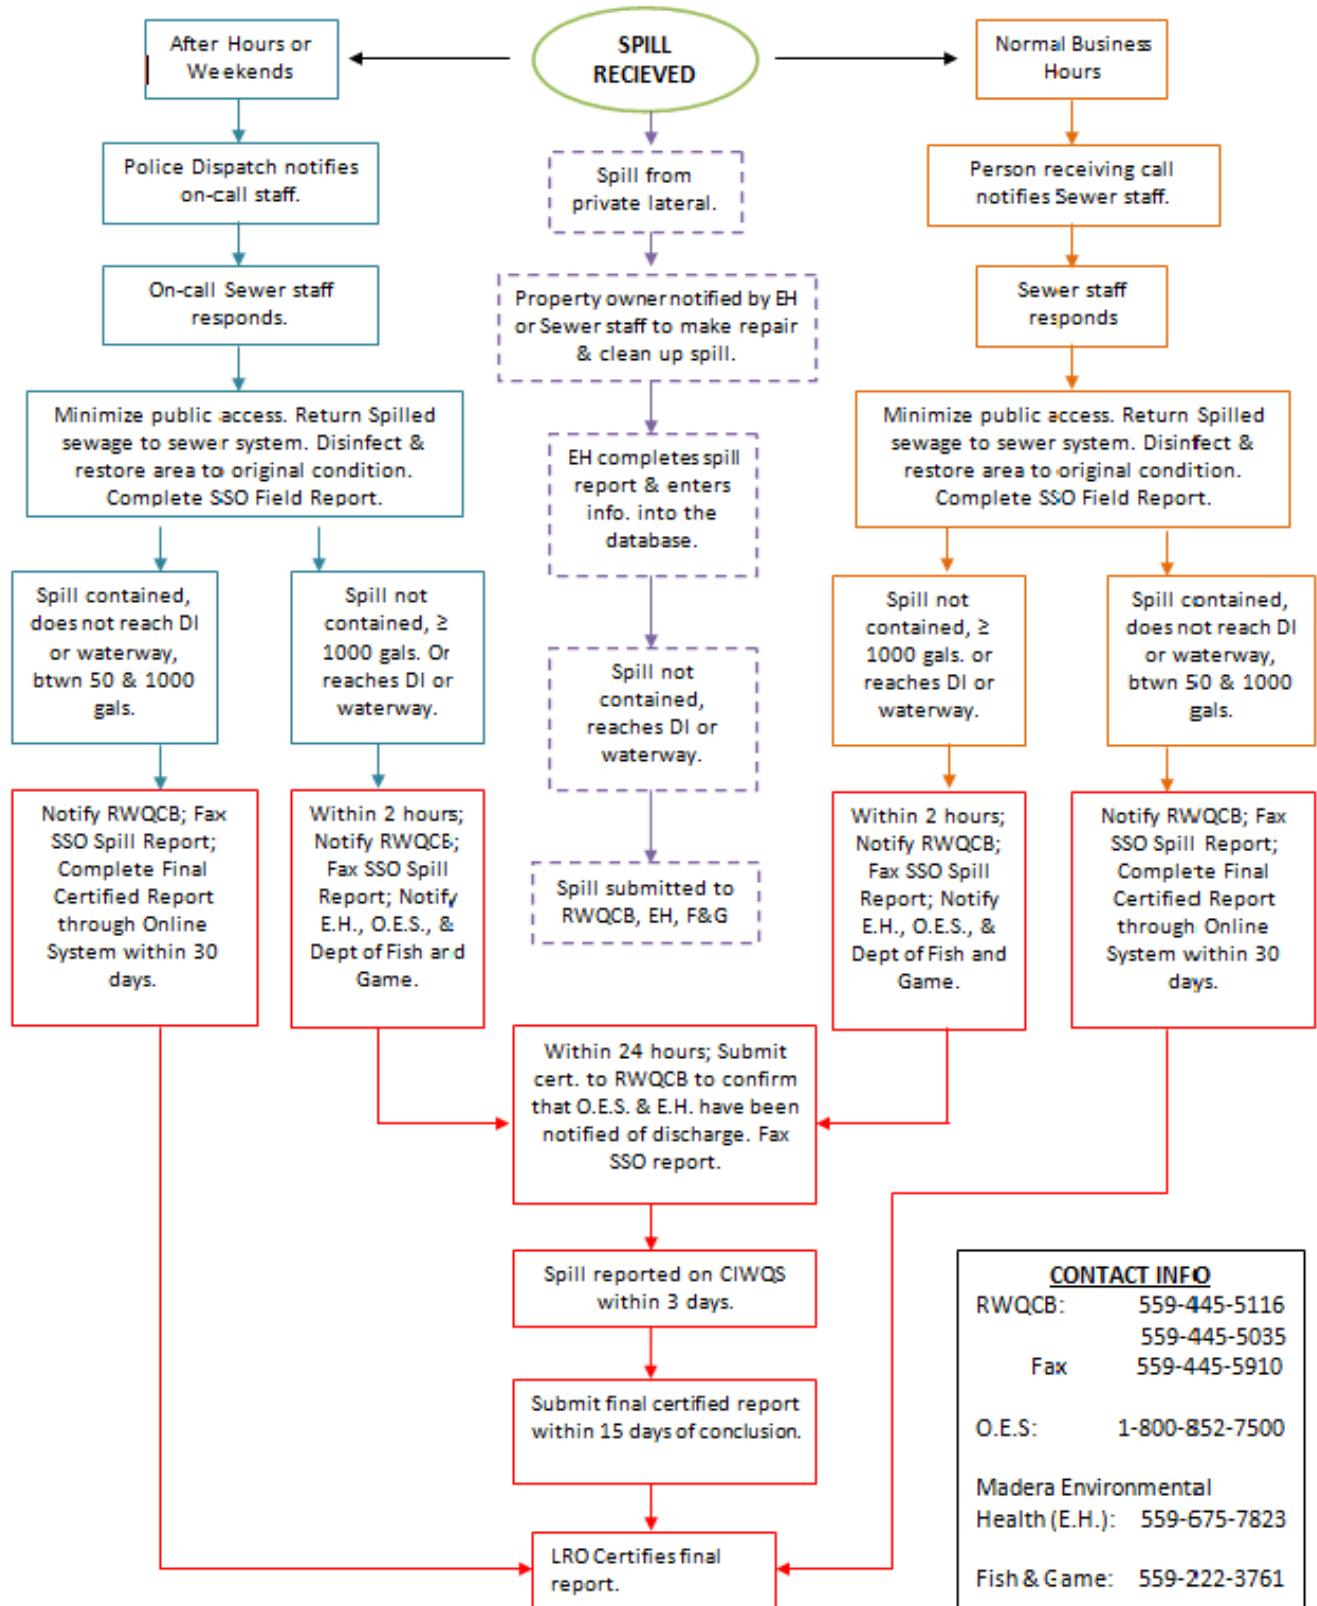 SPILL
RECIEVED
After Hours or
Weekends
Police Dispatch notifies
on-call staff.
On-call Sewer staff
responds.
Minimize public access. Return Spilled
sewage to sewer system. Disinfect &
restore area to original condition.
Complete SSO Field Report.
Spill contained,
does not reach DI
or waterway,
btwn 50 & 1000
gals.
Spill not
contained, ≥
1000 gals. Or
reaches DI or
waterway.
Notify RWQCB; Fax
SSO Spill Report;
Complete Final
Certified Report
through Online
System within 30
days.
Within 2 hours;
Notify RWQCB;
Fax SSO Spill
Report; Notify
E.H., O.E.S., &
Dept of Fish and
Game.
Spill from
private lateral.
Property owner notified by EH
or Sewer staff to make repair
& clean up spill.
EH completes spill
report & enters
info. into the
database.
Spill not
contained,
reaches DI or
waterway.
Spill submitted to
RWQCB, EH, F&G
Normal Business
Hours
Person receiving call
notifies Sewer staff.
Sewer staff
responds
Minimize public access. Return Spilled
sewage to sewer system. Disinfect &
restore area to original condition.
Complete SSO Field Report.
Spill not
contained, ≥
1000 gals. or
reaches DI or
waterway.
Spill contained,
does not reach DI
or waterway,
btwn 50 & 1000
gals.
Within 2 hours;
Notify RWQCB;
Fax SSO Spill
Report; Notify
E.H., O.E.S., &
Dept of Fish and
Game.
Notify RWQCB; Fax
SSO Spill Report;
Complete Final
Certified Report
through Online
System within 30
days.
Within 24 hours; Submit
cert. to RWQCB to confirm
that O.E.S. & E.H. have been
notified of discharge. Fax
SSO report.
Spill reported on CIWQS
within 3 days.
Submit final certified report
within 15 days of conclusion.
LRO Certifies final
report.
CONTACT INFO
RWQCB: 559-445-5116
559-445-5035
Fax 559-445-5910
O.E.S: 1-800-852-7500
Madera Environmental
Health (E.H.): 559-675-7823
Fish & Game: 559-222-3761